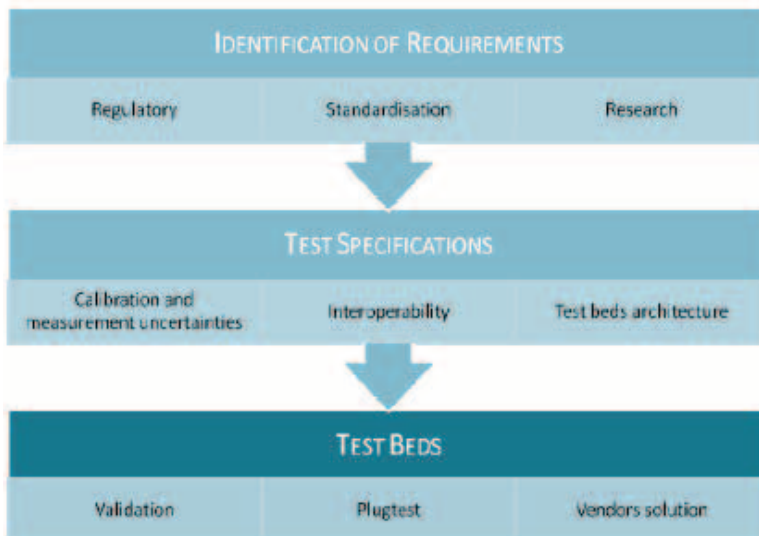 IDENTIFICATION OF REQUIREMENTS
Regulatory
Standardisation
Research
TEST SPECIFICATIONS
Calibration and
measurement uncertainties
Interoperability
Test beds architecture
TEST BEDS
Validation
Plugtest
Vendors solution